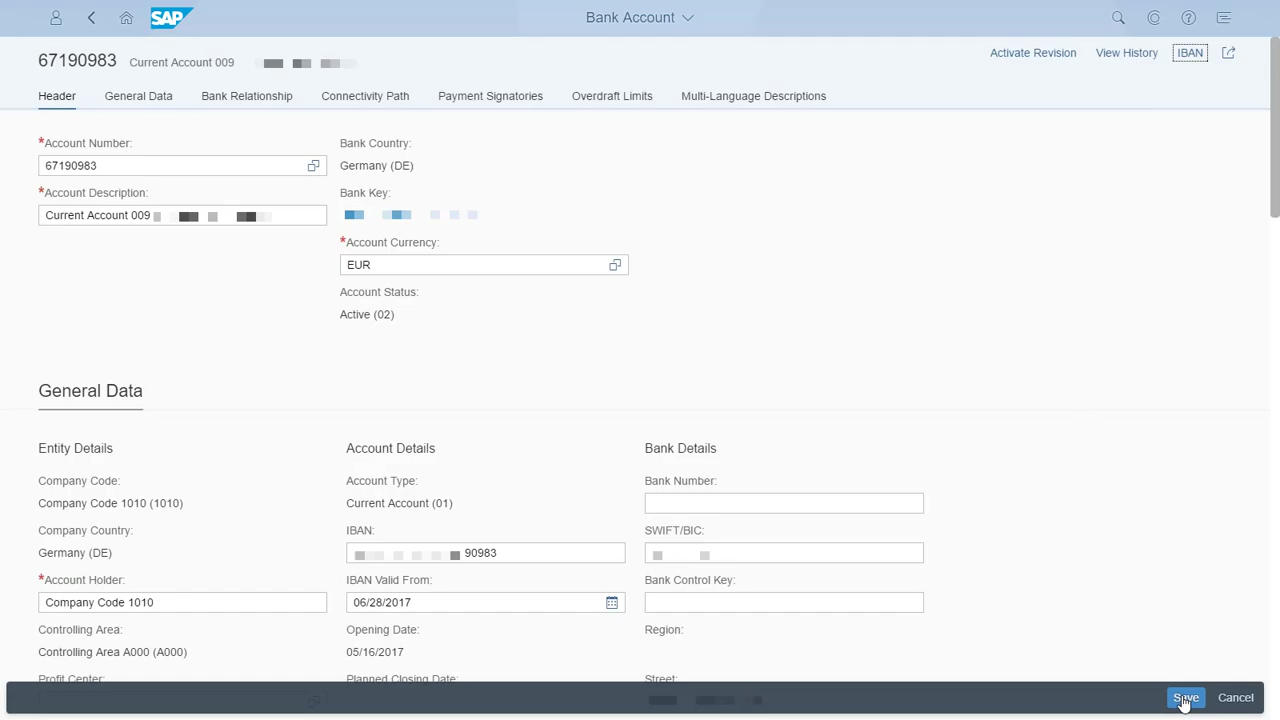 SAP
Bank Account
67190983 Current Account 009
Activate Revision View History IBAN
Header General Data Bank Relationship Connectivity Path Payment Signatories Overdraft Limits Multi-Language Descriptions
*Account Number:
67190983
*Account Description:
Current Account 009
Bank Country:
Germany (DE)
Bank Key:
*Account Currency:
EUR
Account Status:
Active (02)
General Data
Entity Details
Company Code:
Company Code 1010 (1010)
Company Country:
Germany (DE)
*Account Holder:
Company Code 1010
Controlling Area:
Controlling Area A000 (A000)
Profit Center:
Account Details
Account Type:
Current Account (01)
IBAN:
90983
IBAN Valid From:
06/28/2017
Opening Date:
05/16/2017
Planned Closing Date:
Bank Details
Bank Number:
SWIFT/BIC:
Bank Control Key:
Region:
Street:
Save Cancel